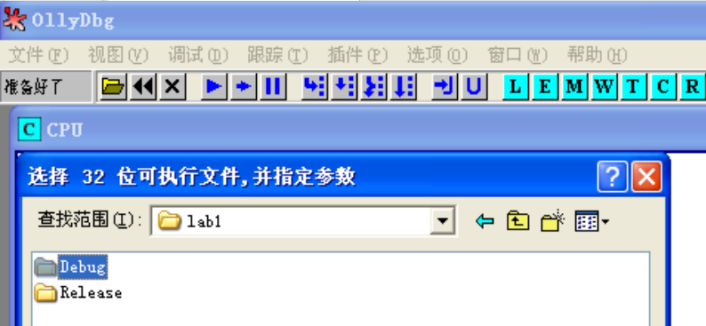 OllyDbg
文件(F) 视图(V) 调试(D) 跟踪(T) 插件(P) 选项(O) 窗口(W) 帮助(H)
准备好了 L E M W T C R
C CPU
选择 32 位可执行文件,并指定参数
查找范围(I): lab1
Debug
Release